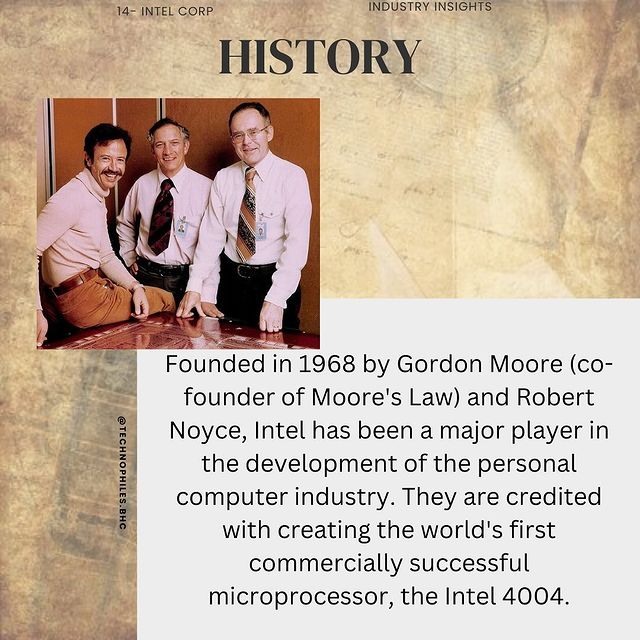 14- INTEL CORP
INDUSTRY INSIGHTS
HISTORY
Founded in 1968 by Gordon Moore (co-
founder of Moore's Law) and Robert
Noyce, Intel has been a major player in
the development of the personal
computer industry. They are credited
with creating the world's first
commercially successful
microprocessor, the Intel 4004.
@TECHNOPHILES.BHC